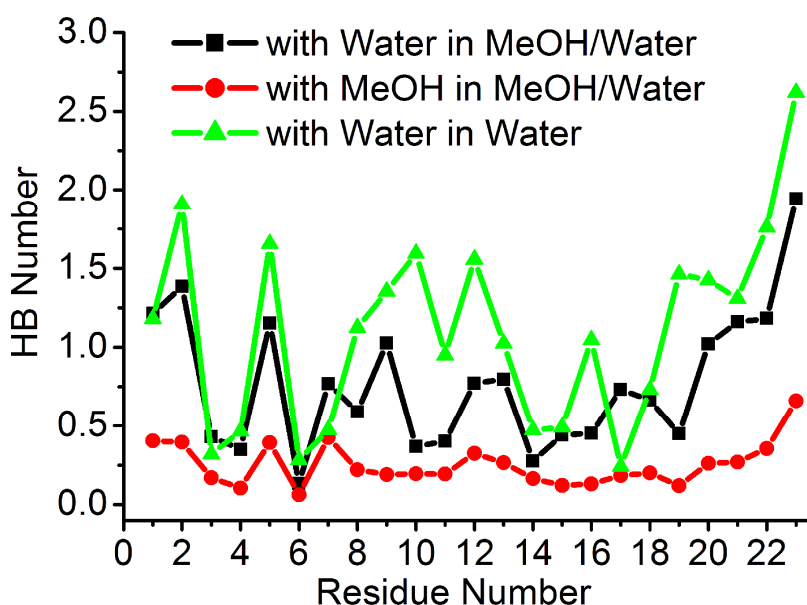 3.0
2.5
2.0
1.5
1.0
0.5
0.0
HB Number
with Water in MeOH/Water
with MeOH in MeOH/Water
with Water in Water
0 2 4 6 8 10 12 14 16 18 20 22
Residue Number